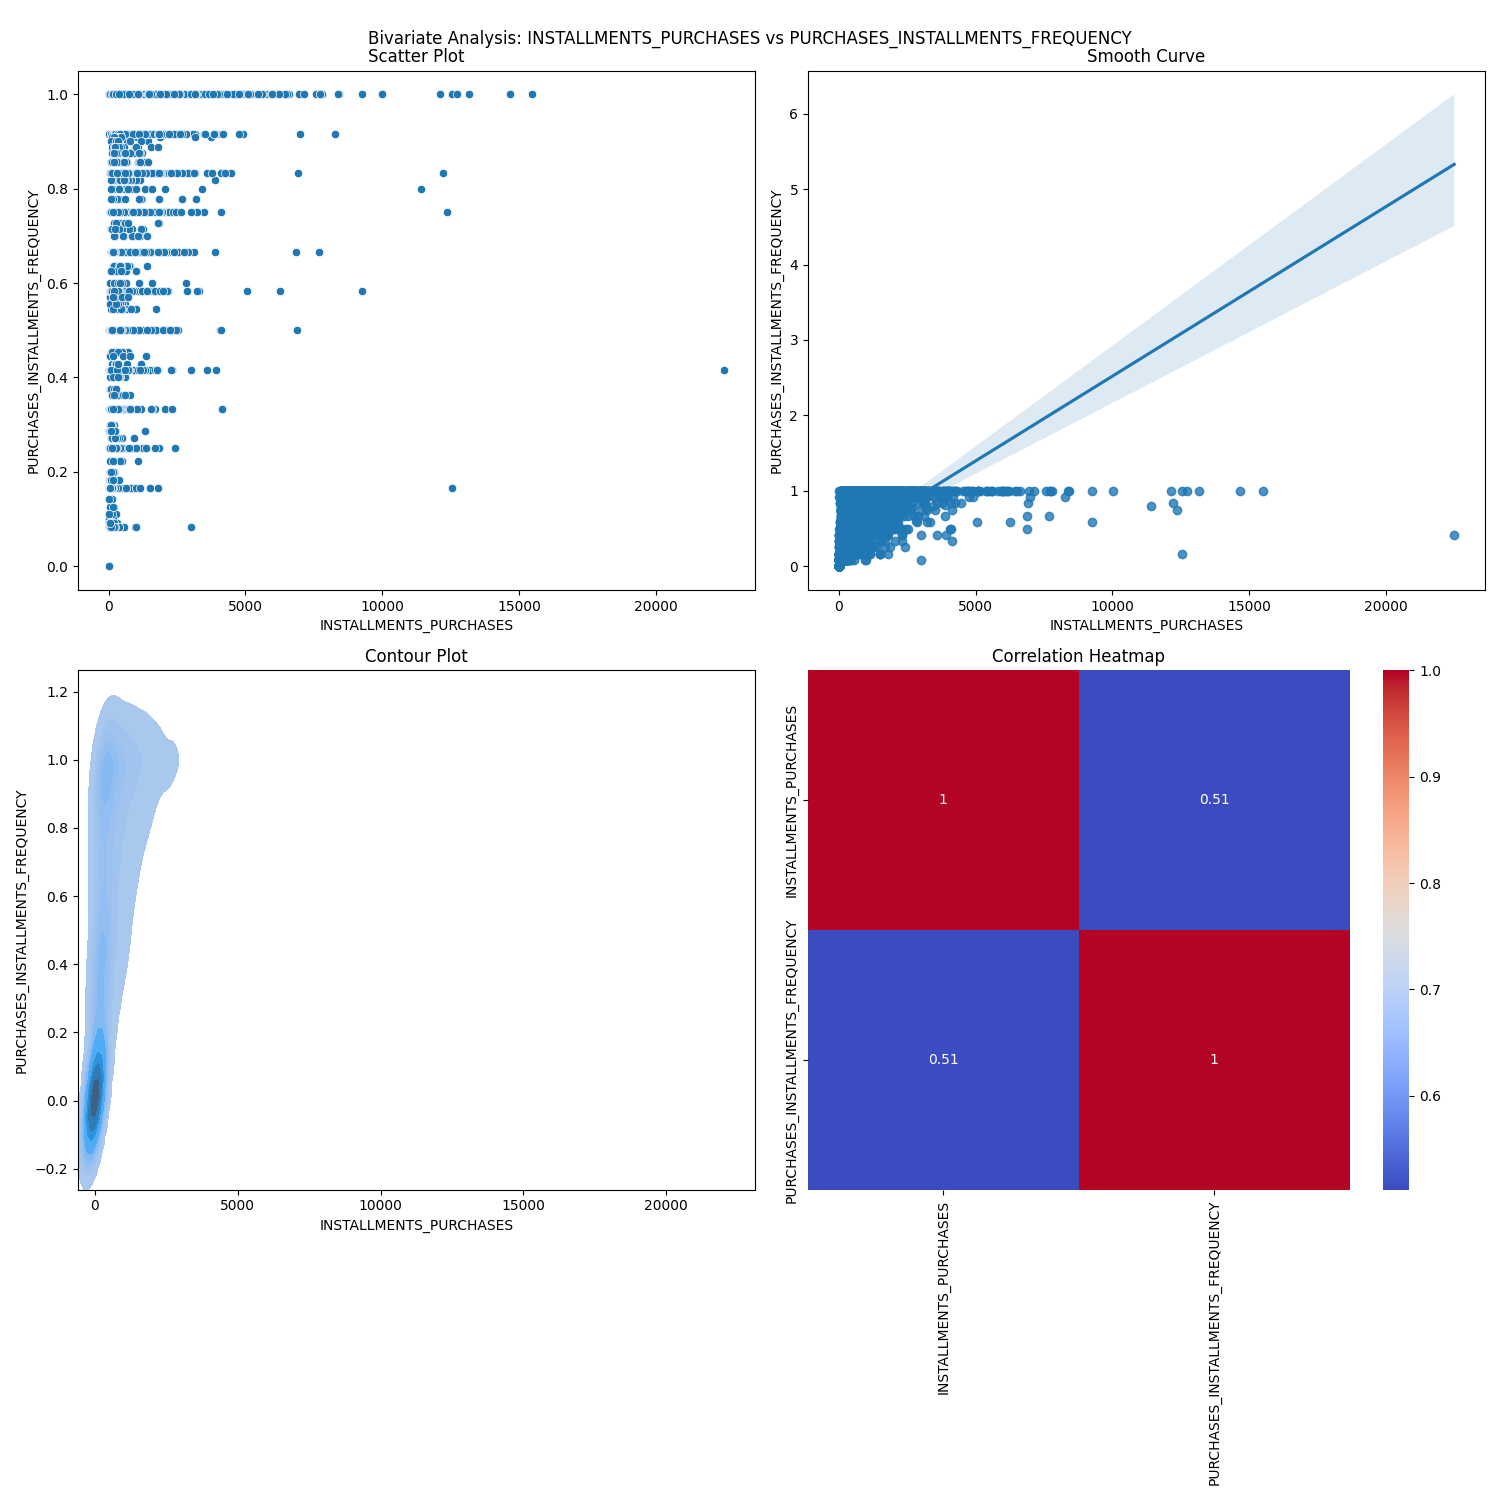 Bivariate Analysis: INSTALLMENTS_PURCHASES vs PURCHASES_INSTALLMENTS_FREQUENCY
Scatter Plot
1.0
0.8
0.6
0.4
0.2
0.0
PURCHASES_INSTALLMENTS_FREQUENCY
0 5000 10000 15000 20000
INSTALLMENTS_PURCHASES
Smooth Curve
6
5
4
3
2
1
0
PURCHASES_INSTALLMENTS_FREQUENCY
0 5000 10000 15000 20000
INSTALLMENTS_PURCHASES
Contour Plot
1.2
1.0
0.8
0.6
0.4
0.2
0.0
−0.2
PURCHASES_INSTALLMENTS_FREQUENCY
0 5000 10000 15000 20000
INSTALLMENTS_PURCHASES
Correlation Heatmap
INSTALLMENTS_PURCHASES
PURCHASES_INSTALLMENTS_FREQUENCY
1 0.51
0.51 1
INSTALLMENTS_PURCHASES
PURCHASES_INSTALLMENTS_FREQUENCY
1.0
0.9
0.8
0.7
0.6